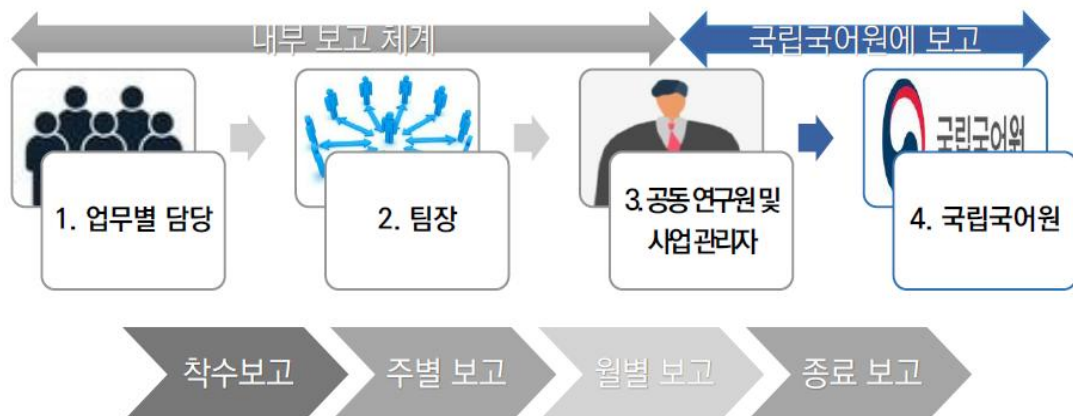 내부 보고 체계
국립국어원에 보고
국립국어원
1. 업무별 담당
2. 팀장
3. 공동 연구원 및
사업 관리자
4. 국립국어원
착수보고
주별 보고
월별 보고
종료 보고